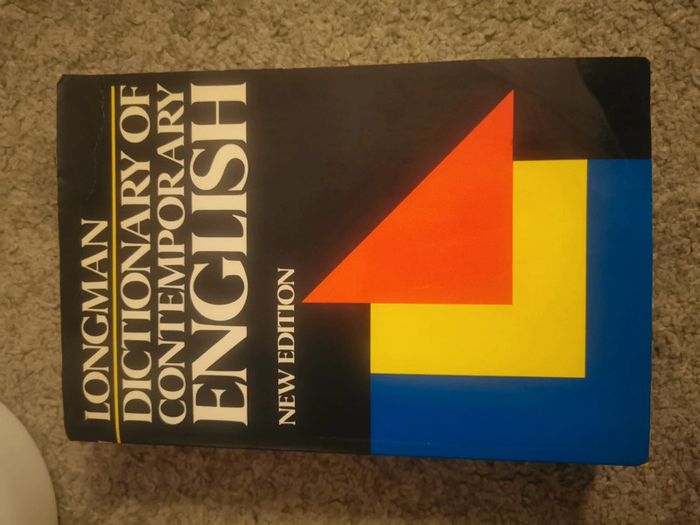 LONGMAN
DICTIONARY OF
CONTEMPORARY
ENGLISH
NEW EDITION